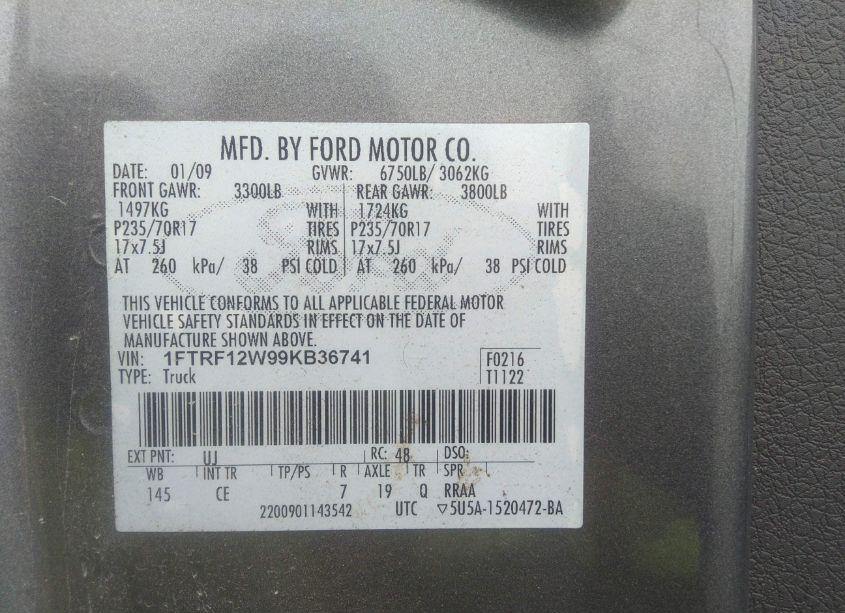 MFD. BY FORD MOTOR CO.
DATE: 01/09 GVWR: 6750LB/ 3062KG
FRONT GAWR: 3300LB REAR GAWR: 3800LB
1497KG WITH 1724KG WITH
P235/70R17 TIRES P235/70R17 TIRES
17x7.5J RIMS 17x7.5J RIMS
AT 260 kPa/ 38 PSI COLD AT 260 kPa/ 38 PSI COLD
THIS VEHICLE CONFORMS TO ALL APPLICABLE FEDERAL MOTOR
VEHICLE SAFETY STANDARDS IN EFFECT ON THE DATE OF
MANUFACTURE SHOWN ABOVE.
VIN: 1FTRF12W99KB36741 F0216
TYPE: Truck T1122
EXT PNT: UJ RC: 48 DSO:
WB INT TR TP/PS R AXLE TR SPR
145 CE 7 19 Q RRAA
2200901143542 UTC ▽5U5A-1520472-BA